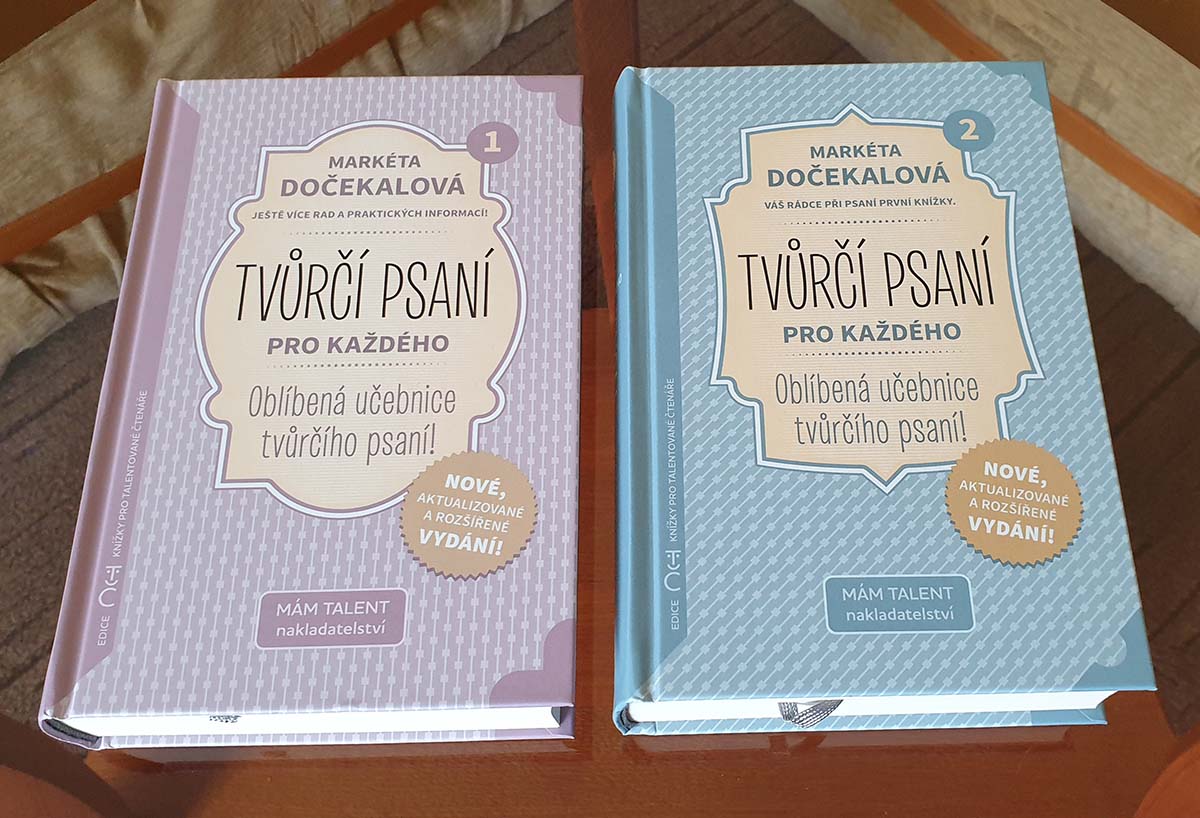 1
MARKÉTA
DOČEKALOVÁ
JEŠTĚ VÍCE RAD A PRAKTICKÝCH INFORMACÍ!
TVŮRČÍ PSANÍ
PRO KAŽDÉHO
Oblíbená učebnice
tvůrčího psaní!
NOVÉ,
AKTUALIZOVANÉ
A ROZŠÍŘENÉ
VYDÁNÍ!
MÁM TALENT
nakladatelství
EDICE KNÍŽKY PRO TALENTOVANÉ ČTENÁŘE
2
MARKÉTA
DOČEKALOVÁ
VÁŠ RÁDCE PŘI PSANÍ PRVNÍ KNÍŽKY.
TVŮRČÍ PSANÍ
PRO KAŽDÉHO
Oblíbená učebnice
tvůrčího psaní!
NOVÉ,
AKTUALIZOVANÉ
A ROZŠÍŘENÉ
VYDÁNÍ!
MÁM TALENT
nakladatelství
EDICE KNÍŽKY PRO TALENTOVANÉ ČTENÁŘE